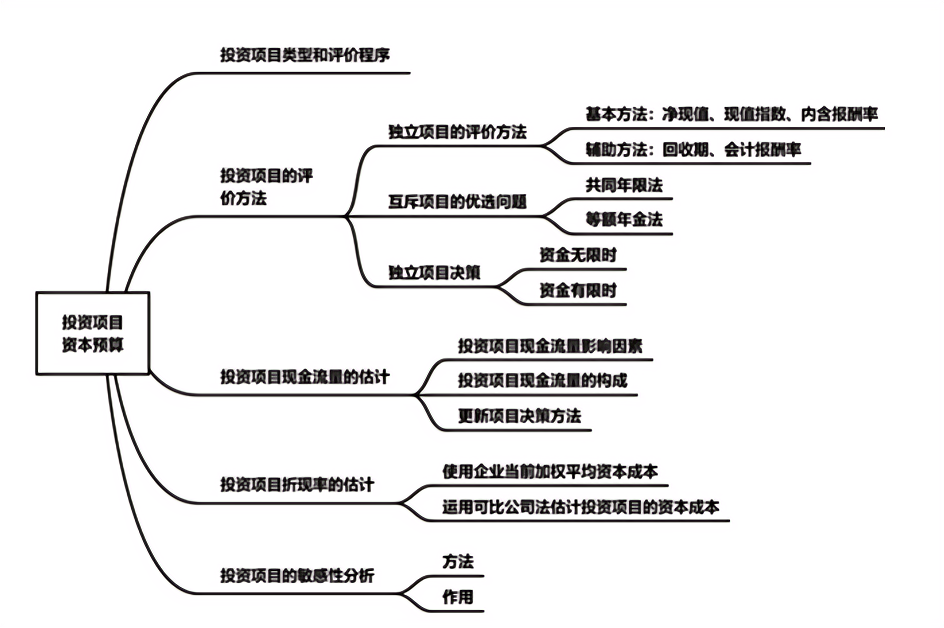 投资项目
资本预算
投资项目类型和评价程序
投资项目的评
价方法
独立项目的评价方法
基本方法：净现值、现值指数、内含报酬率
辅助方法：回收期、会计报酬率
互斥项目的优选问题
共同年限法
等额年金法
独立项目决策
资金无限时
资金有限时
投资项目现金流量的估计
投资项目现金流量影响因素
投资项目现金流量的构成
更新项目决策方法
投资项目折现率的估计
使用企业当前加权平均资本成本
运用可比公司法估计投资项目的资本成本
投资项目的敏感性分析
方法
作用